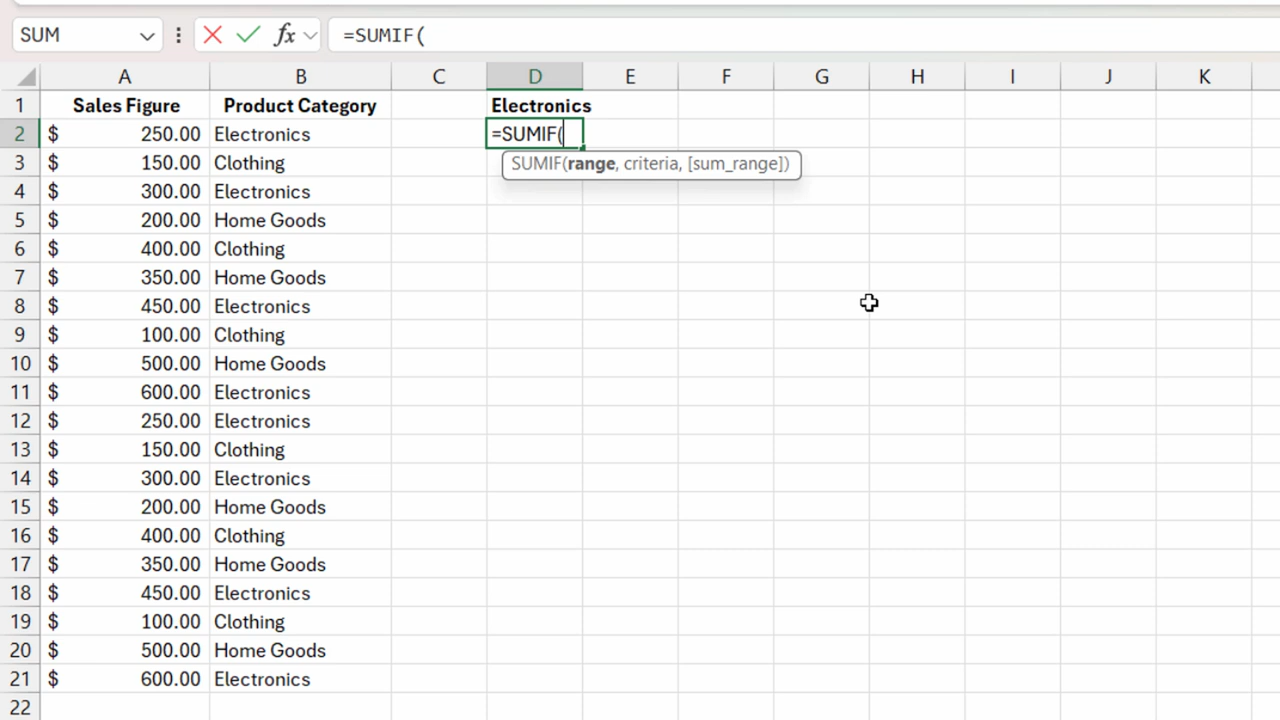 SUM fx =SUMIF(
A B C D E F G H I J K
1 Sales Figure Product Category Electronics
2 $ 250.00 Electronics =SUMIF(
3 $ 150.00 Clothing SUMIF(range, criteria, [sum_range])
4 $ 300.00 Electronics
5 $ 200.00 Home Goods
6 $ 400.00 Clothing
7 $ 350.00 Home Goods
8 $ 450.00 Electronics
9 $ 100.00 Clothing
10 $ 500.00 Home Goods
11 $ 600.00 Electronics
12 $ 250.00 Electronics
13 $ 150.00 Clothing
14 $ 300.00 Electronics
15 $ 200.00 Home Goods
16 $ 400.00 Clothing
17 $ 350.00 Home Goods
18 $ 450.00 Electronics
19 $ 100.00 Clothing
20 $ 500.00 Home Goods
21 $ 600.00 Electronics
22